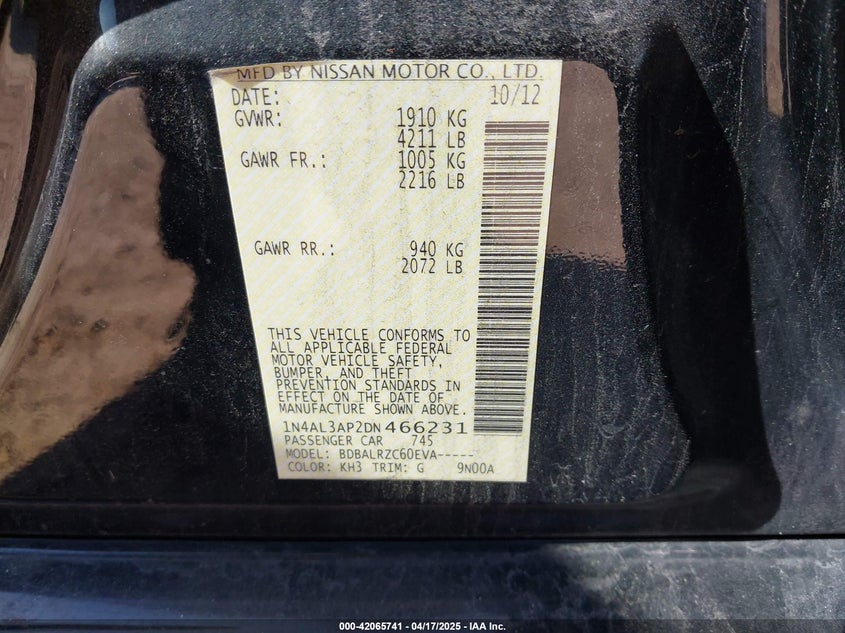 MFD BY NISSAN MOTOR CO., LTD.
DATE: 10/12
GVWR: 1910 KG
4211 LB
GAWR FR.: 1005 KG
2216 LB
GAWR RR.: 940 KG
2072 LB
THIS VEHICLE CONFORMS TO
ALL APPLICABLE FEDERAL
MOTOR VEHICLE SAFETY,
BUMPER, AND THEFT
PREVENTION STANDARDS IN
EFFECT ON THE DATE OF
MANUFACTURE SHOWN ABOVE.
1N4AL3AP2DN466231
PASSENGER CAR 745
MODEL: BDBALRZC60EVA-----
COLOR: KH3 TRIM: G 9N00A
000-42065741 - 04/17/2025 - IAA Inc.